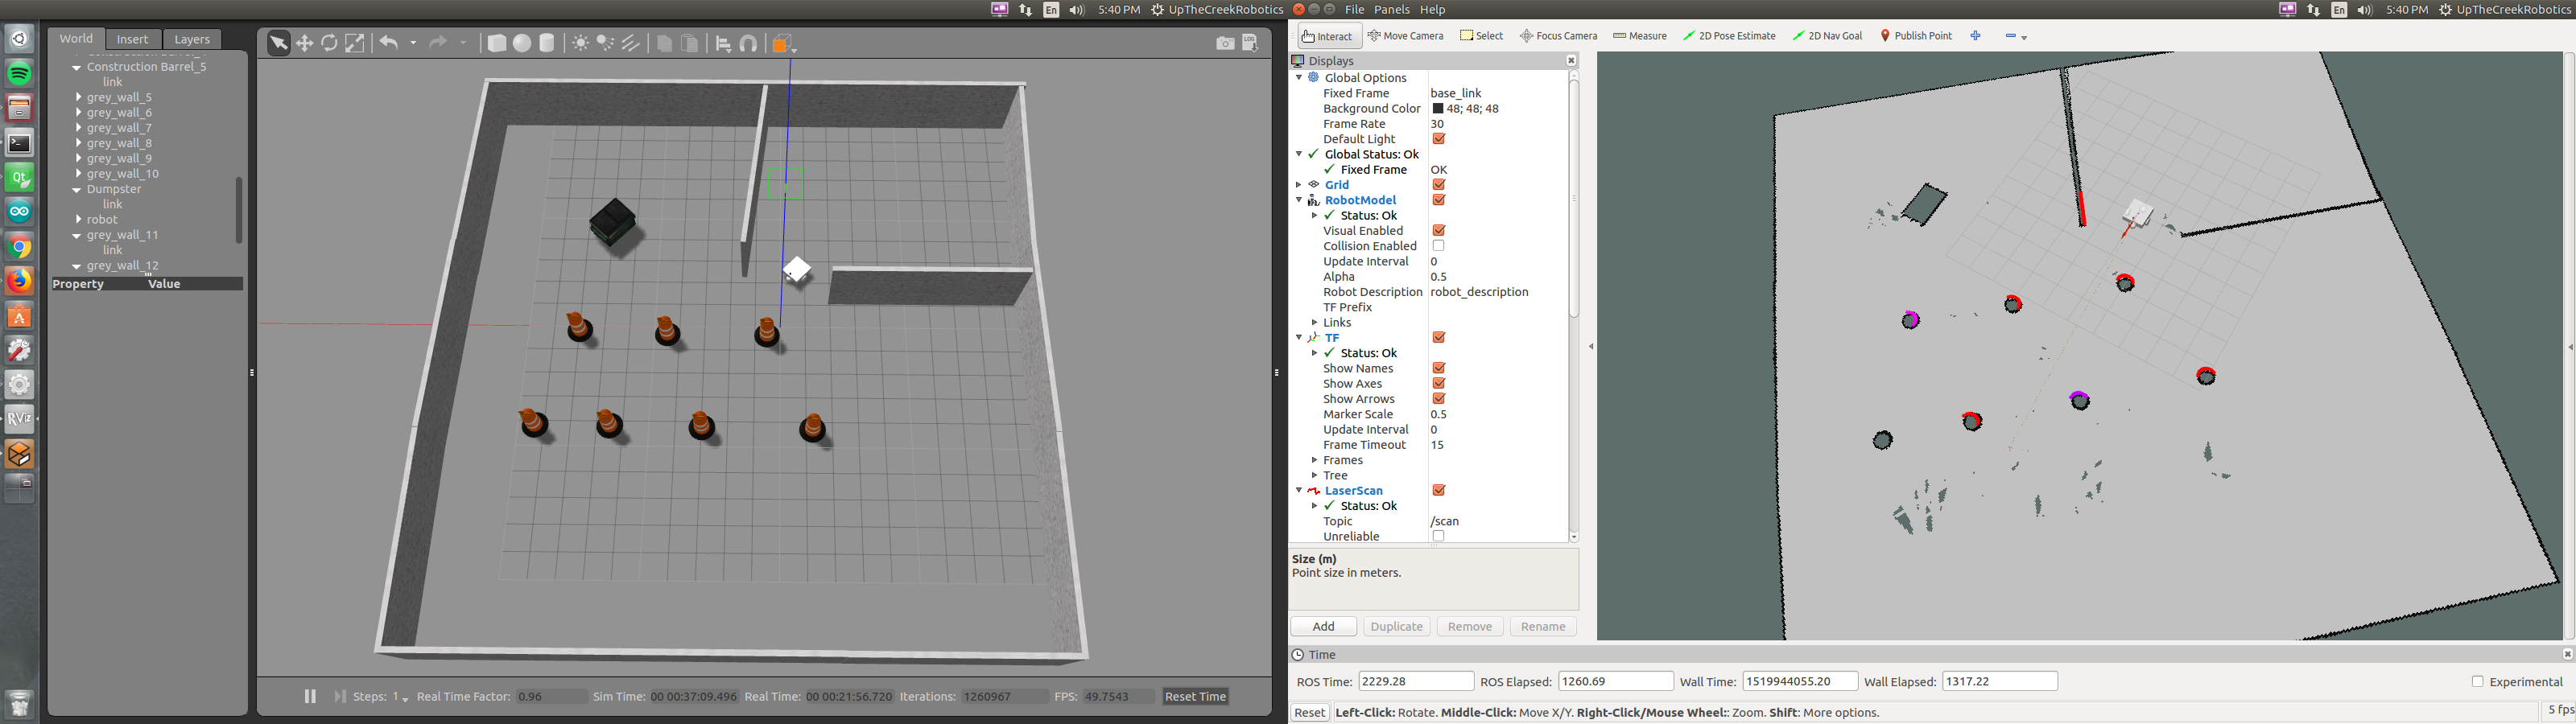 En 5:40 PM UpTheCreekRobotics
World Insert Layers
Construction Barrel_5
link
grey_wall_5
grey_wall_6
grey_wall_7
grey_wall_8
grey_wall_9
grey_wall_10
Dumpster
link
robot
grey_wall_11
link
grey_wall_12
Property Value
Steps: 1 Real Time Factor: 0.96 Sim Time: 00 00:37:09.496 Real Time: 00 00:21:56.720 Iterations: 1260967 FPS: 49.7543 Reset Time
File Panels Help En 5:40 PM UpTheCreekRobotics
Interact Move Camera Select Focus Camera Measure 2D Pose Estimate 2D Nav Goal Publish Point
Displays
Global Options
Fixed Frame base_link
Background Color 48; 48; 48
Frame Rate 30
Default Light
Global Status: Ok
Fixed Frame OK
Grid
RobotModel
Status: Ok
Visual Enabled
Collision Enabled
Update Interval 0
Alpha 0.5
Robot Description robot_description
TF Prefix
Links
TF
Status: Ok
Show Names
Show Axes
Show Arrows
Marker Scale 0.5
Update Interval 0
Frame Timeout 15
Frames
Tree
LaserScan
Status: Ok
Topic /scan
Unreliable
Size (m)
Point size in meters.
Add Duplicate Remove Rename
Time
ROS Time: 2229.28 ROS Elapsed: 1260.69 Wall Time: 1519944055.20 Wall Elapsed: 1317.22 Experimental
Reset Left-Click: Rotate. Middle-Click: Move X/Y. Right-Click/Mouse Wheel:: Zoom. Shift: More options. 5 fps